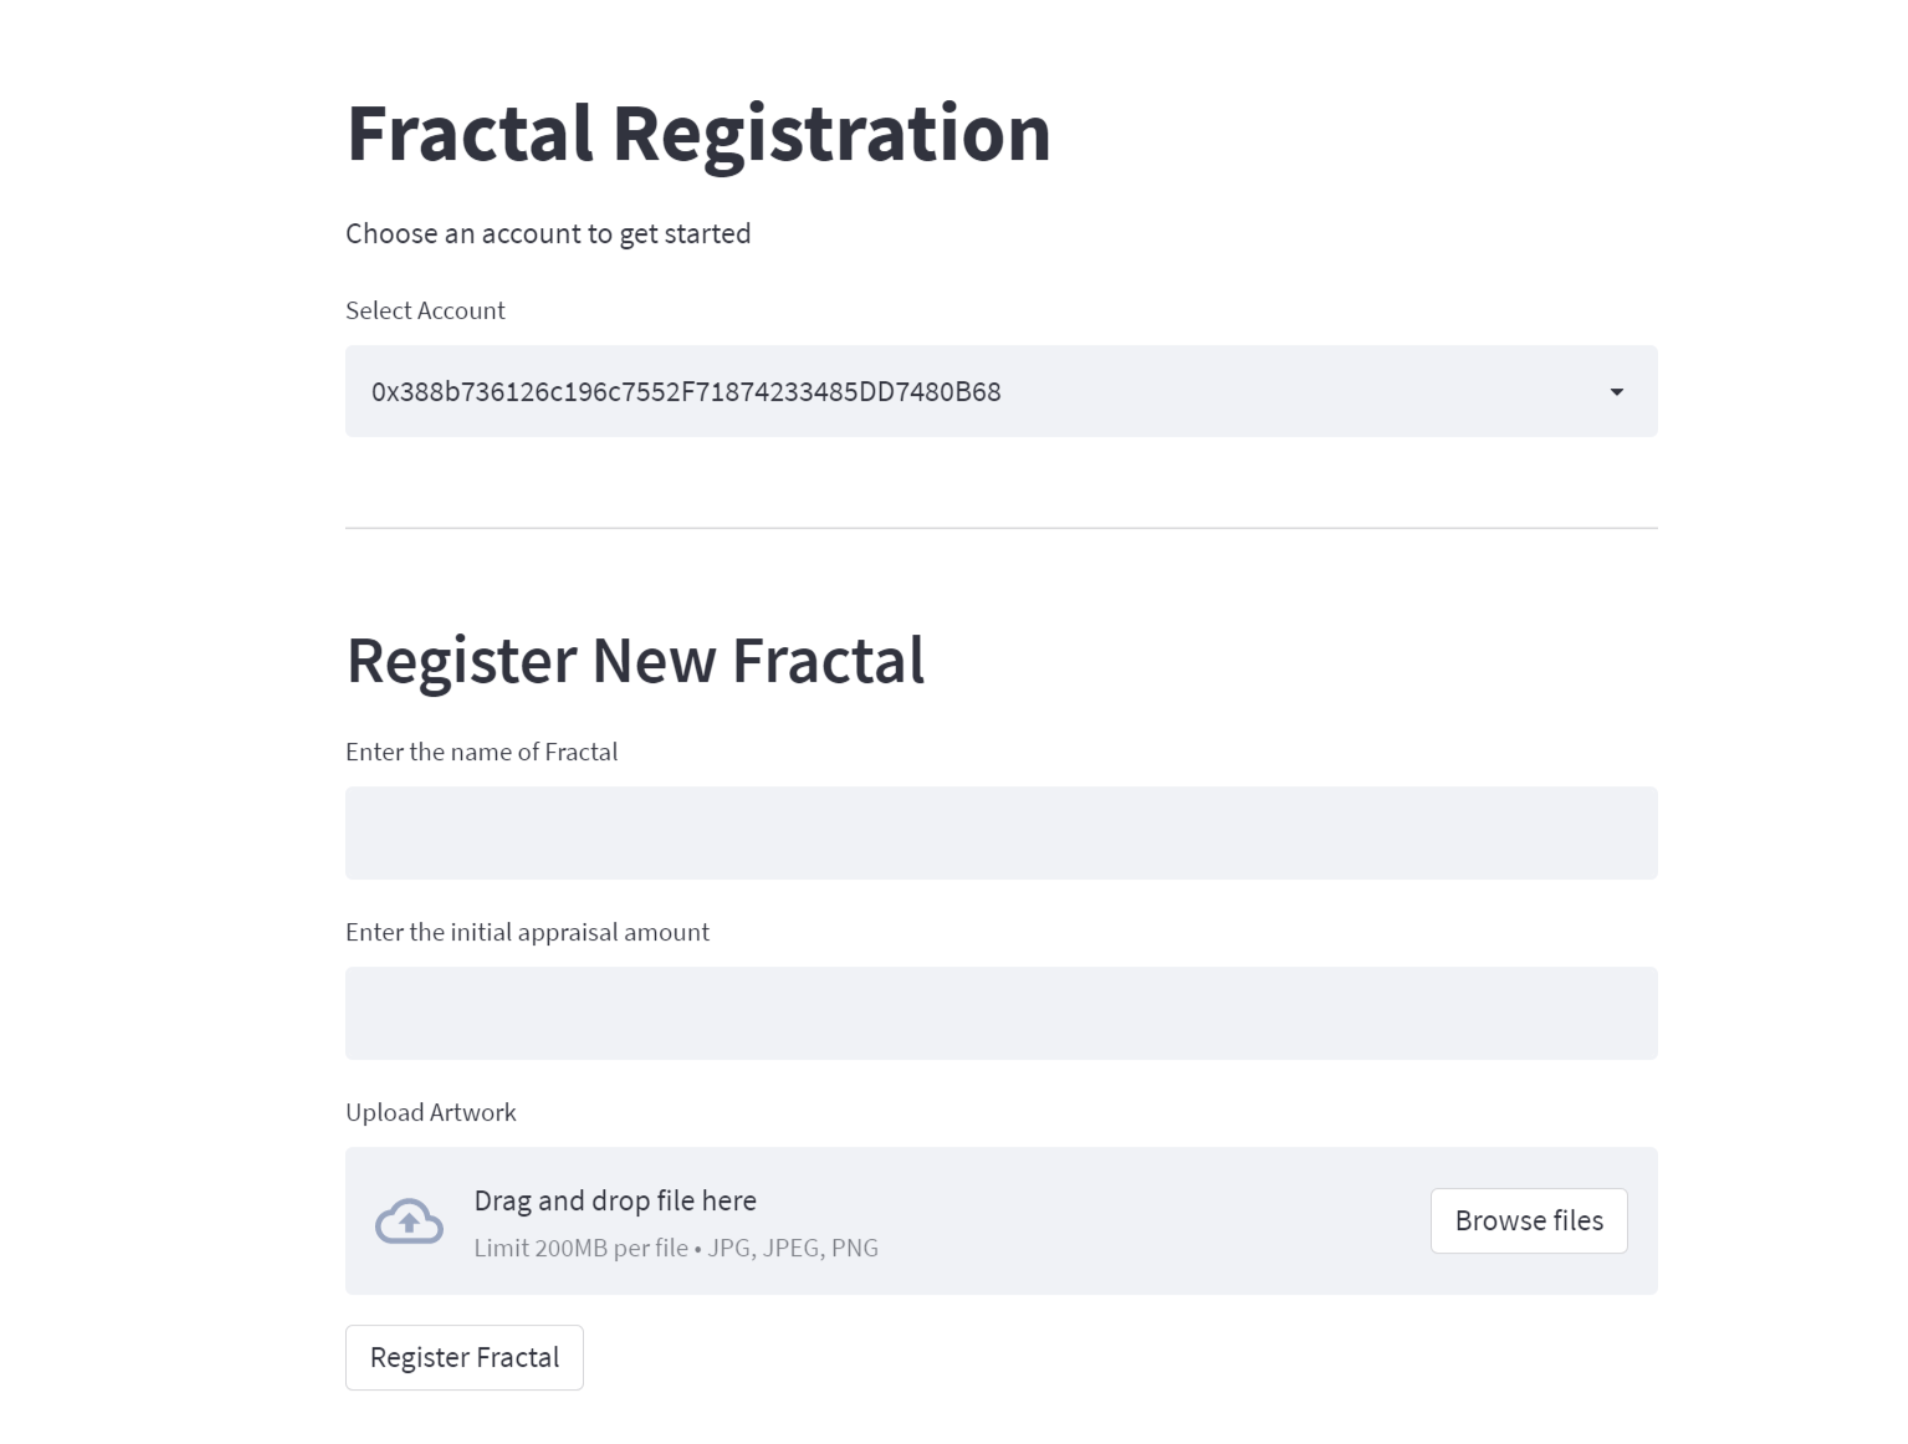 Fractal Registration
Choose an account to get started
Select Account
0x388b736126c196c7552F71874233485DD7480B68
Register New Fractal
Enter the name of Fractal
Enter the initial appraisal amount
Upload Artwork
Drag and drop file here
Limit 200MB per file • JPG, JPEG, PNG
Browse files
Register Fractal